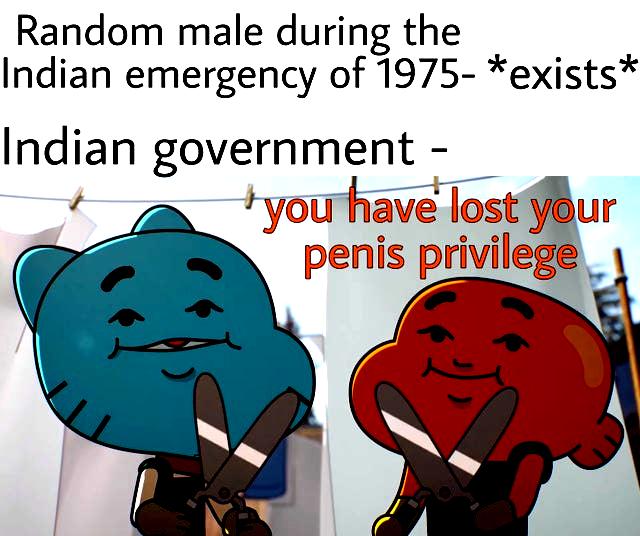 Random male during the
Indian emergency of 1975- *exists*
Indian government -
you have lost your
penis privilege